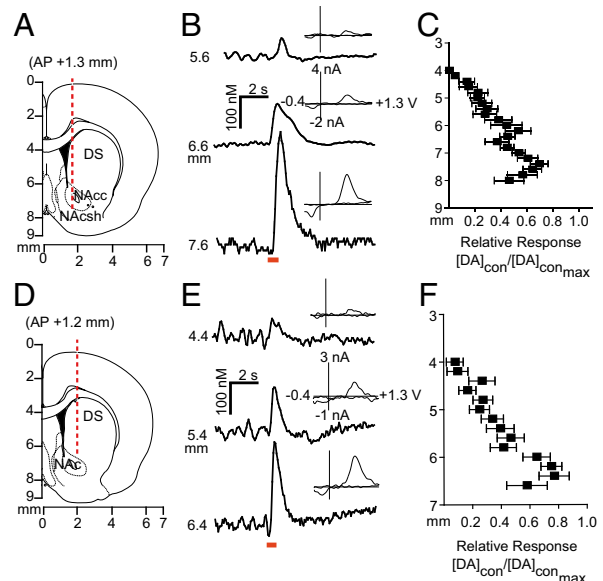 A
(AP +1.3 mm)
0
2
4
6
8
9
mm
0
2
4
6
7
DS
NAcc
NAcsh
B
5.6
4 nA
2 s
100 nM
-0.4
+1.3 V
-2 nA
6.6
mm
7.6
C
3
4
5
6
7
8
9
mm
0.2
0.4
0.6
0.8
1.0
Relative Response
[DA]con/[DA]conmax
D
(AP +1.2 mm)
0
2
4
6
8
9
mm
0
2
4
6
7
DS
NAc
E
4.4
3 nA
2 s
100 nM
-0.4
+1.3 V
-1 nA
5.4
mm
6.4
F
3
4
5
6
7
mm
0.2
0.4
0.6
0.8
1.0
Relative Response
[DA]con/[DA]conmax